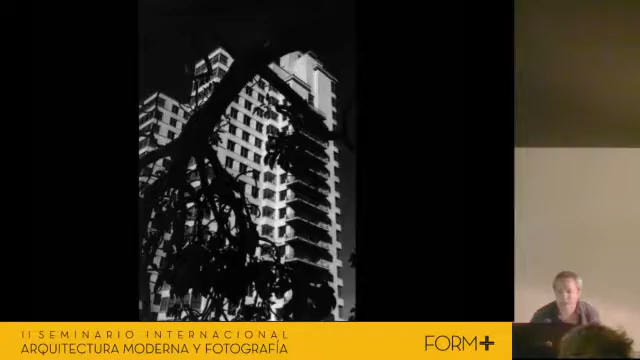 II SEMINARIO INTERNACIONAL
ARQUITECTURA MODERNA Y FOTOGRAFÍA
FORM+